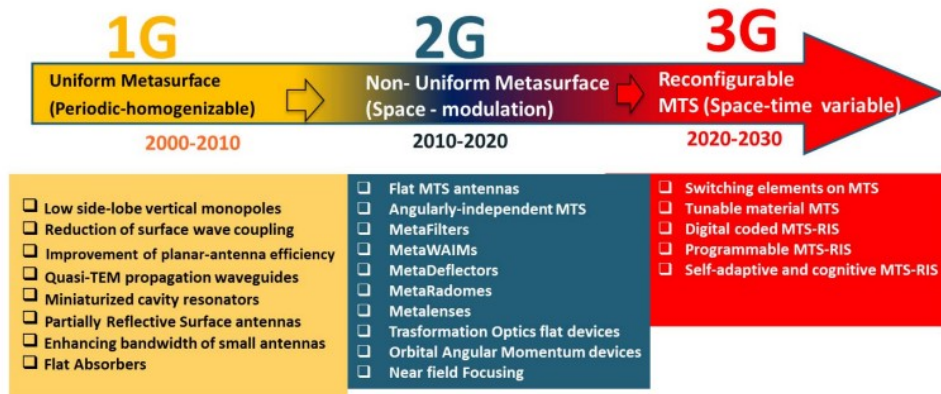 1G
2G
3G
Uniform Metasurface
(Periodic-homogenizable)
Non- Uniform Metasurface
(Space - modulation)
Reconfigurable
MTS (Space-time variable)
2000-2010
2010-2020
2020-2030
Low side-lobe vertical monopoles
Reduction of surface wave coupling
Improvement of planar-antenna efficiency
Quasi-TEM propagation waveguides
Miniaturized cavity resonators
Partially Reflective Surface antennas
Enhancing bandwidth of small antennas
Flat Absorbers
Flat MTS antennas
Angularly-independent MTS
MetaFilters
MetaWAIMs
MetaDeflectors
MetaRadomes
Metalenses
Trasformation Optics flat devices
Orbital Angular Momentum devices
Near field Focusing
Switching elements on MTS
Tunable material MTS
Digital coded MTS-RIS
Programmable MTS-RIS
Self-adaptive and cognitive MTS-RIS